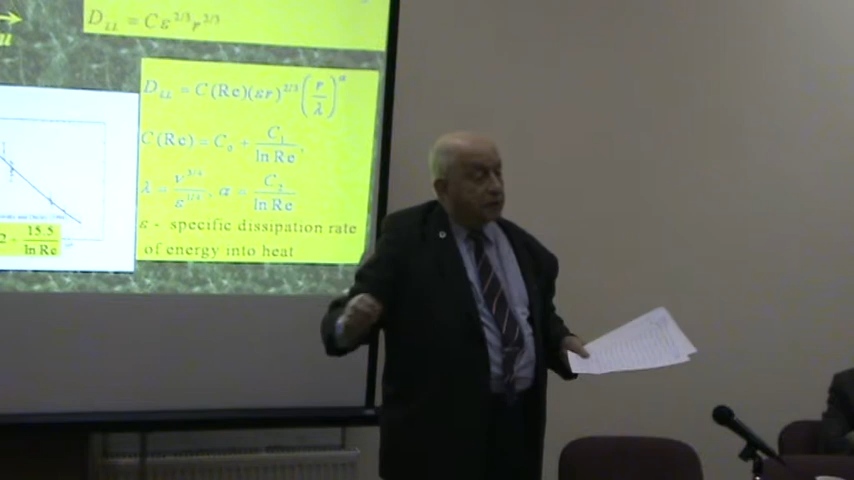 D_LL = C ε^2/3 r^2/3
u
D_LL = C (Re)(εr)^2/3 (r/λ)^α
C(Re) = C_0 + C_1/ln Re,
λ = ν^3/4/ε^1/4, α = C_2/ln Re
ε - specific dissipation rate
of energy into heat
15.5/ln Re